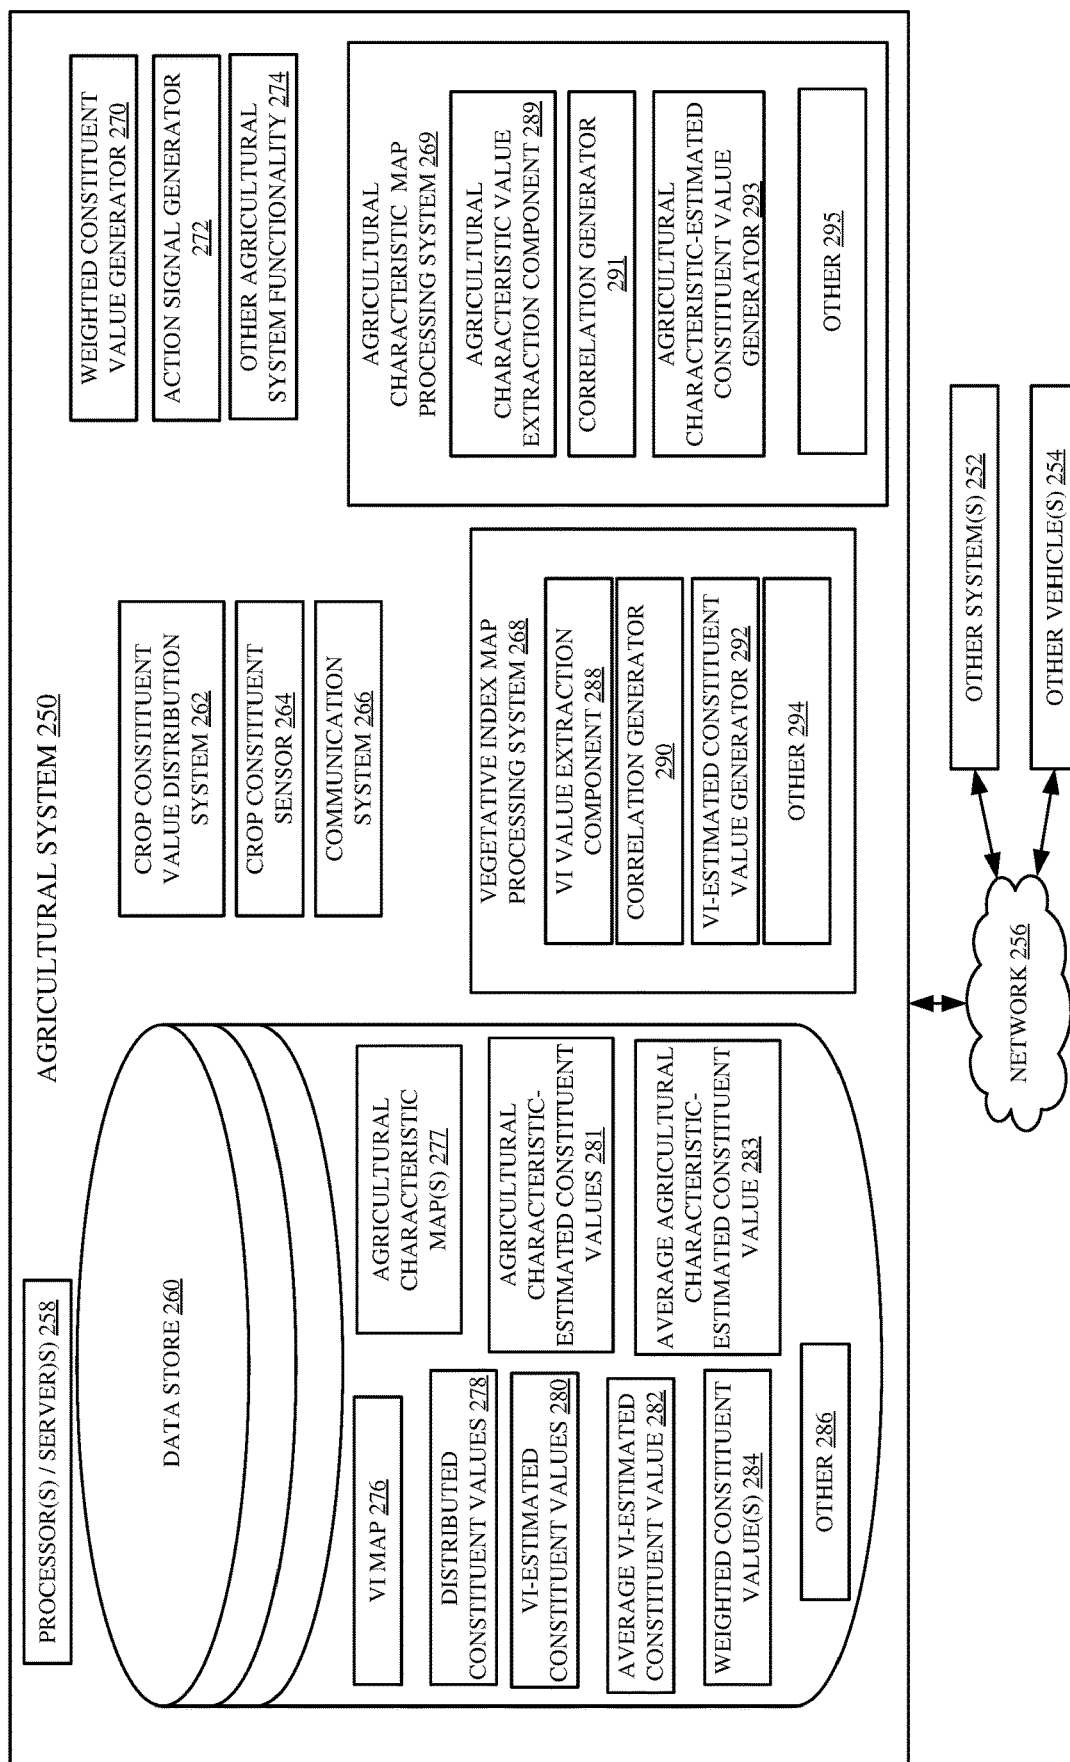 AGRICULTURAL SYSTEM 250
PROCESSOR(S) / SERVER)S) 258
DATA STORE 260
VI MAP 276
DISTRIBUTED
CONSTITUENT VALUES 278
VI-ESTIMATED
CONSTITUENT VALUES 280
AVERAGE VI-ESTIMATED
CONSTITUENT VALUE 282
WEIGHTED CONSTITUENT
VALUE(S) 284
OTHER 286
AGRICULTURAL
CHARACTERISTIC
MAP(S) 277
AGRICULTURAL
CHARACTERISTIC-
ESTIMATED CONSTITUENT
VALUES 281
AVERAGE AGRICULTURAL
CHARACTERISTIC-
ESTIMATED CONSTITUENT
VALUE 283
CROP CONSTITUENT
VALUE DISTRIBUTION
SYSTEM 262
CROP CONSTITUENT
SENSOR 264
COMMUNICATION
SYSTEM 266
VEGETATIVE INDEX MAP
PROCESSING SYSTEM 268
VI VALUE EXTRACTION
COMPONENT 288
CORRELATION GENERATOR
290
VI-ESTIMATED CONSTITUENT
VALUE GENERATOR 292
OTHER 294
WEIGHTED CONSTITUENT
VALUE GENERATOR 270
ACTION SIGNAL GENERATOR
272
OTHER AGRICULTURAL
SYSTEM FUNCTIONALITY 274
AGRICULTURAL
CHARACTERISTIC MAP
PROCESSING SYSTEM 269
AGRICULTURAL
CHARACTERISTIC VALUE
EXTRACTION COMPONENT 289
CORRELATION GENERATOR
291
AGRICULTURAL
CHARACTERISTIC-ESTIMATED
CONSTITUENT VALUE
GENERATOR 293
OTHER 295
NETWORK 256
OTHER SYSTEM(S) 252
OTHER VEHICLE(S) 254